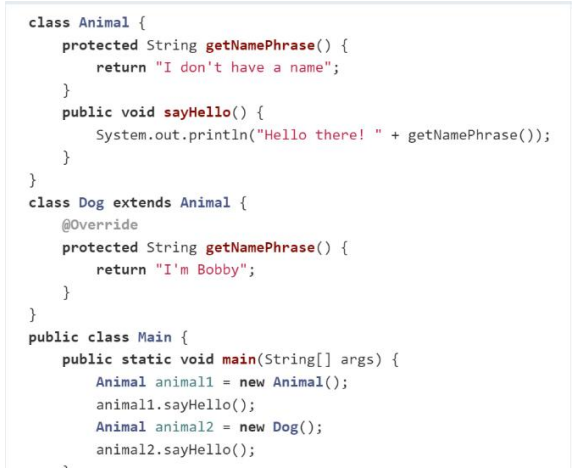 class Animal {
    protected String getNamePhrase() {
        return "I don't have a name";
    }
    public void sayHello() {
        System.out.println("Hello there! " + getNamePhrase());
    }
}
class Dog extends Animal {
    @Override
    protected String getNamePhrase() {
        return "I'm Bobby";
    }
}
public class Main {
    public static void main(String[] args) {
        Animal animal1 = new Animal();
        animal1.sayHello();
        Animal animal2 = new Dog();
        animal2.sayHello();